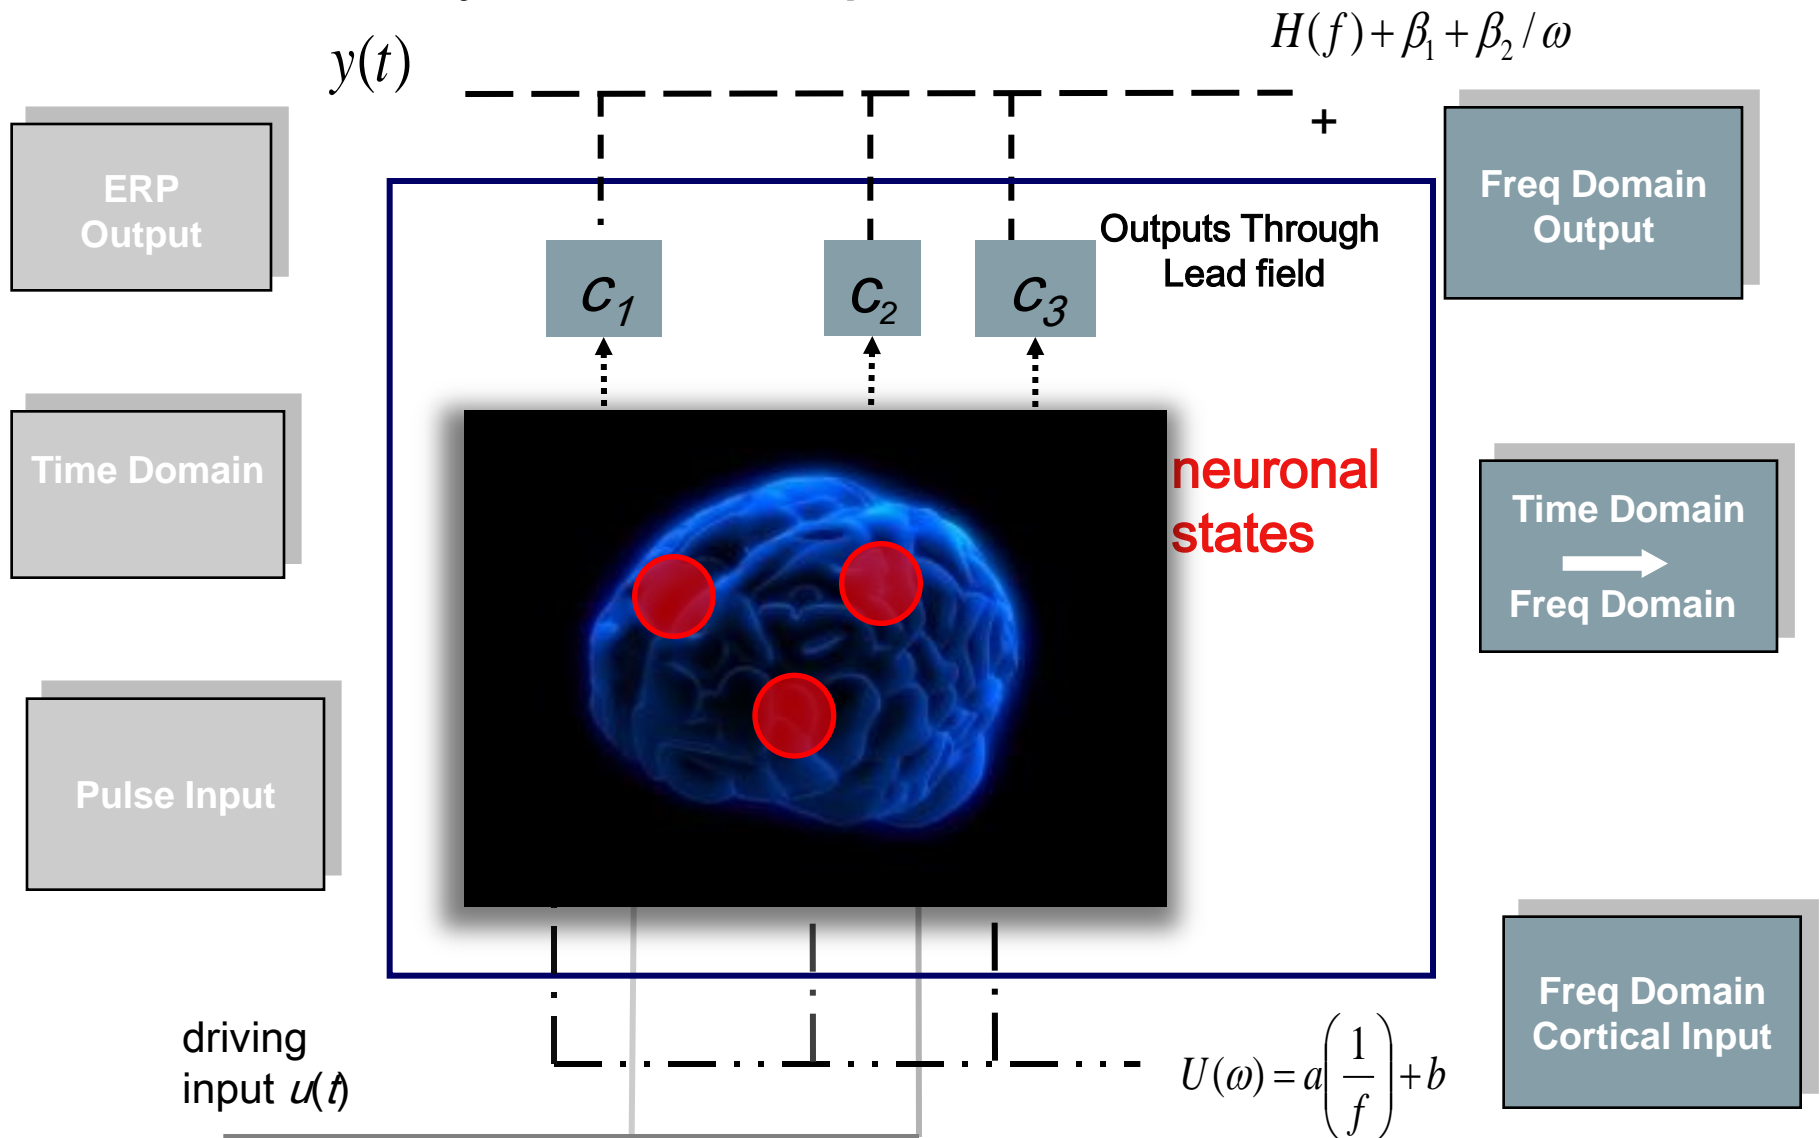 H(f) + β₁ + β₂ / ω
y(t)
+
ERP
Output
Freq Domain
Output
Outputs Through
Lead field
c₁
c₂
c₃
Time Domain
neuronal
states
Time Domain
Freq Domain
Pulse Input
Freq Domain
Cortical Input
driving
input u(t)
U(ω) = a(1/f) + b